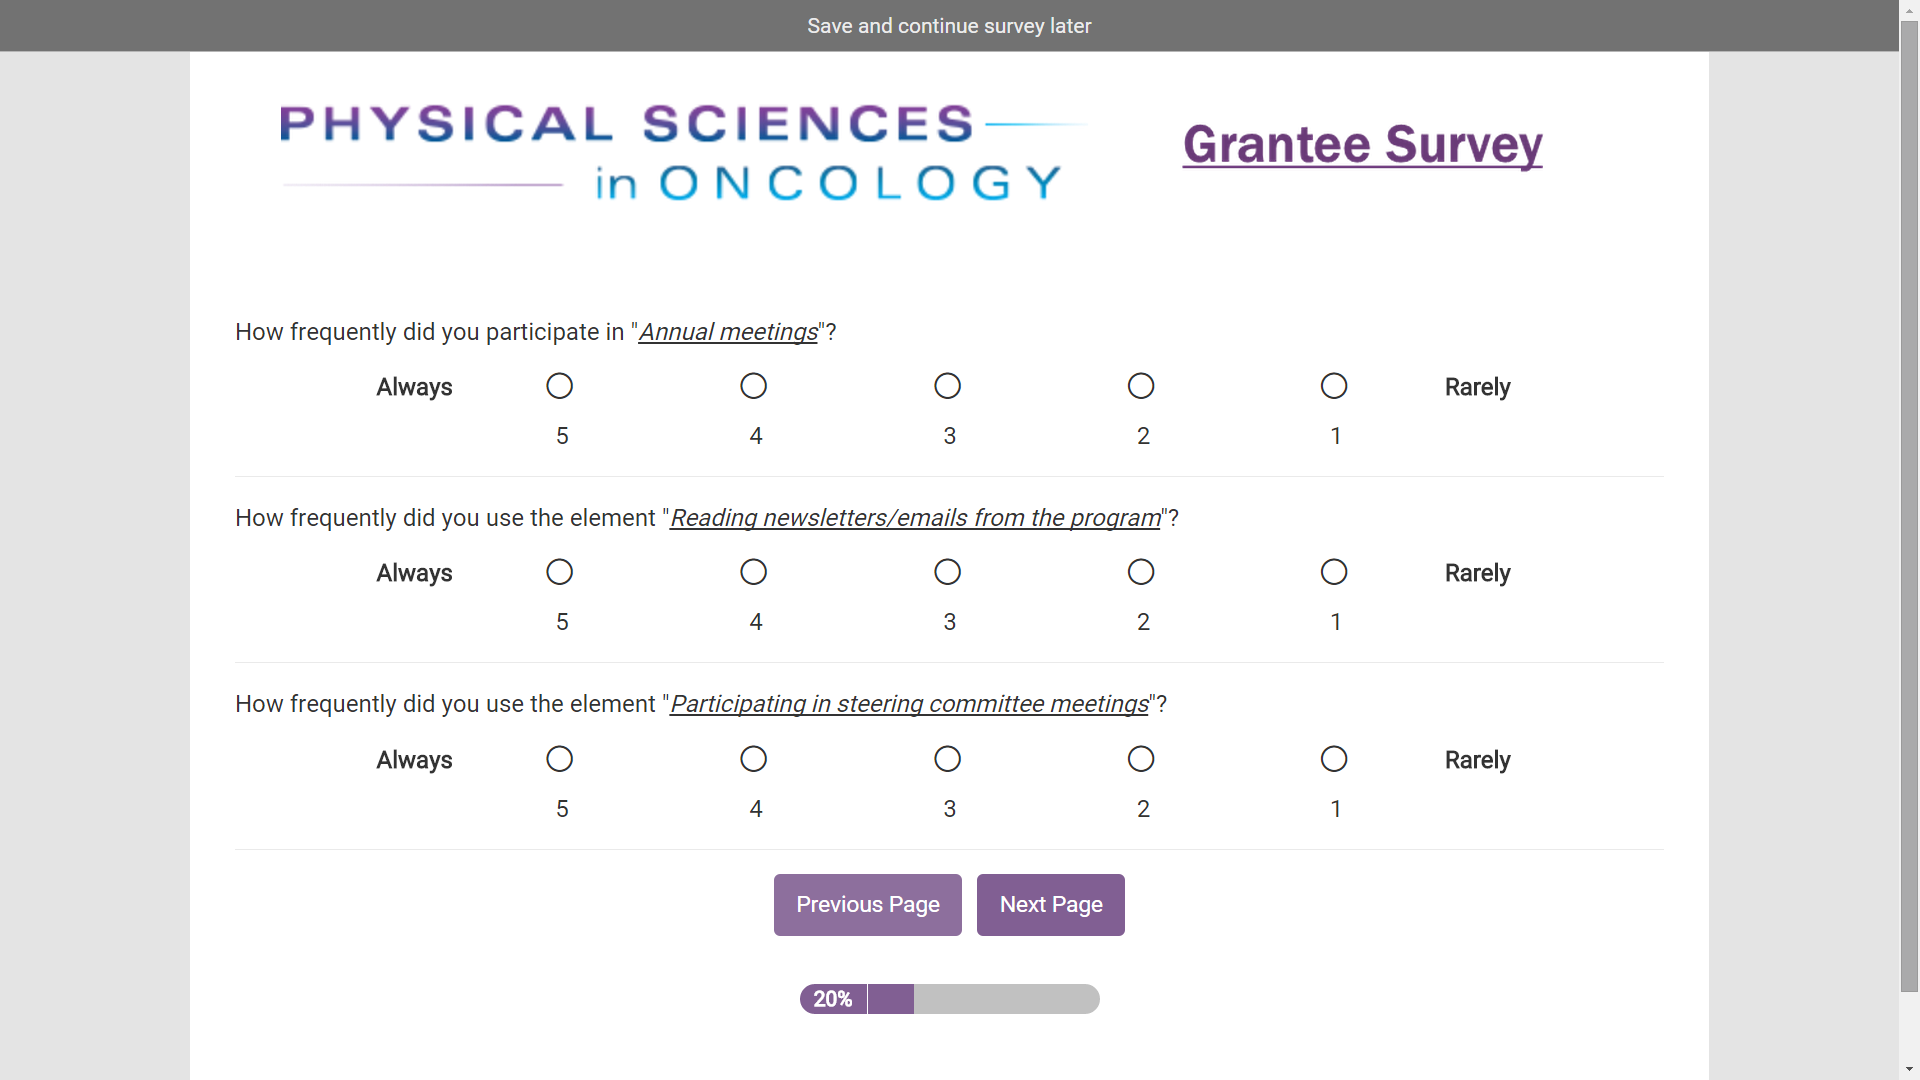 Save and continue survey later
PHYSICAL SCIENCES
in ONCOLOGY
Grantee Survey
How frequently did you participate in "Annual meetings"?
Always Rarely
5 4 3 2 1
How frequently did you use the element "Reading newsletters/emails from the program"?
Always Rarely
5 4 3 2 1
How frequently did you use the element "Participating in steering committee meetings"?
Always Rarely
5 4 3 2 1
Previous Page Next Page
20%